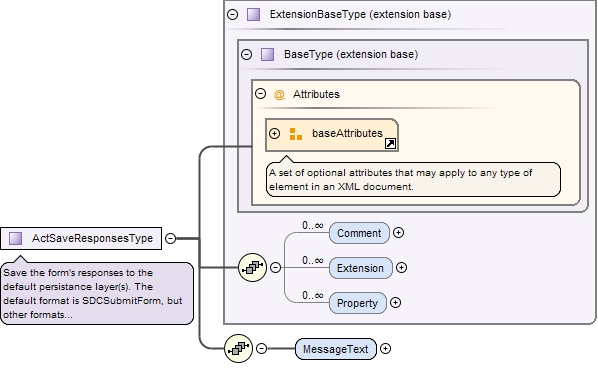 ExtensionBaseType (extension base)
BaseType (extension base)
@ Attributes
baseAttributes
A set of optional attributes that may apply to any type of
element in an XML document.
ActSaveResponsesType
Save the form's responses to the
default persistance layer(s). The
default format is SDCSubmitForm, but
other formats...
0..∞
Comment
0..∞
Extension
0..∞
Property
MessageText